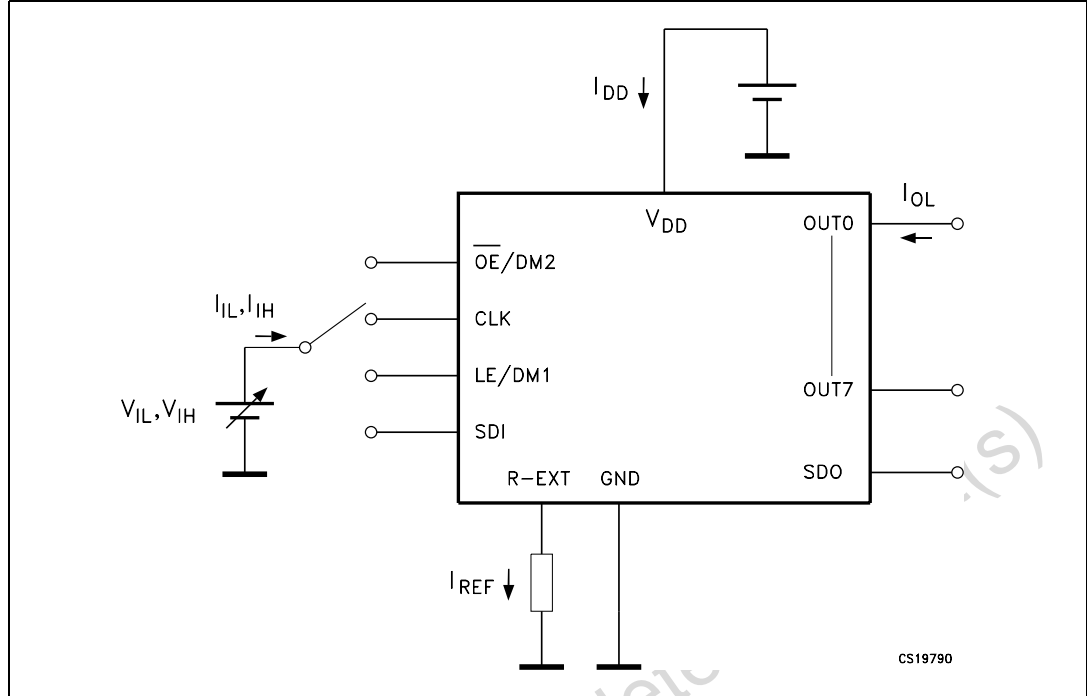 I_DD
V_DD
OUT0
I_OL
O̅E̅/DM2
I_IL,I_IH
CLK
LE/DM1
OUT7
V_IL,V_IH
SDI
SDO
R-EXT GND
I_REF
CS19790
(s)